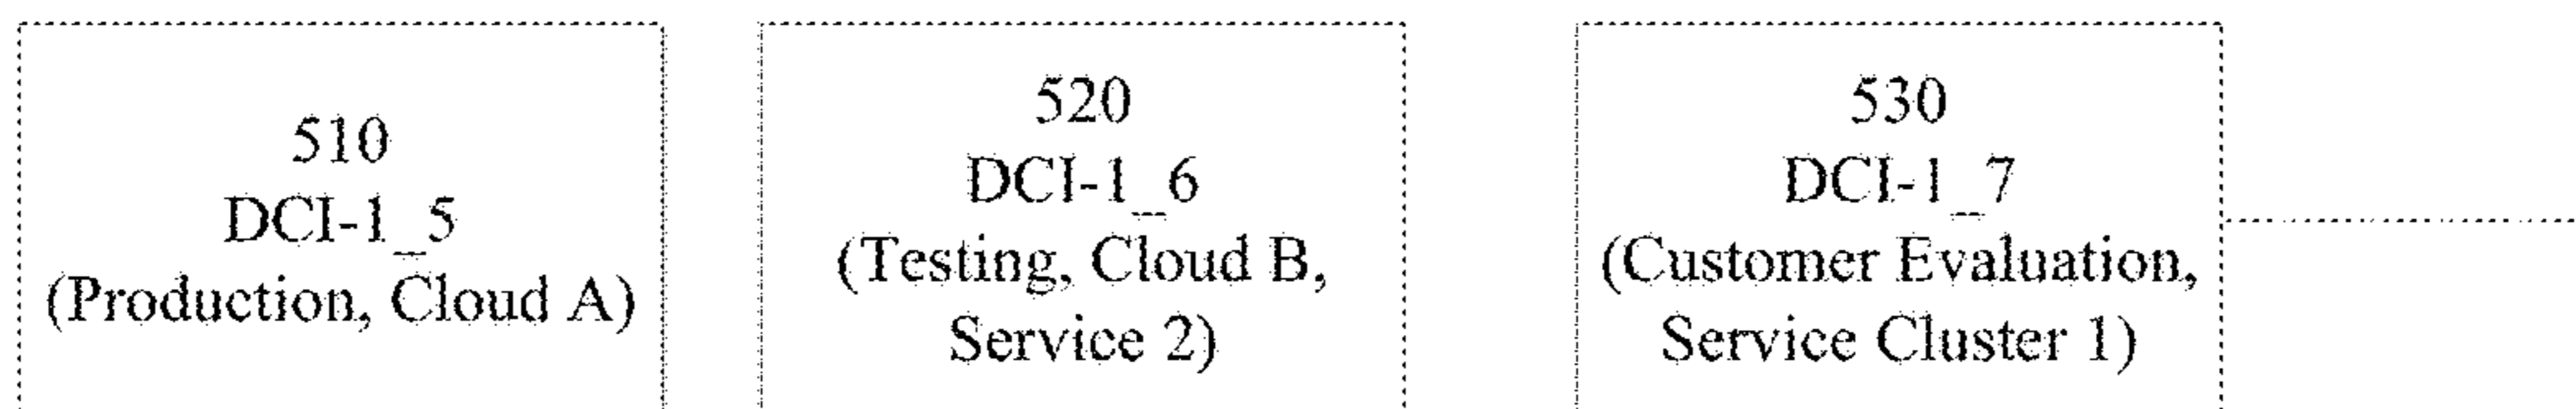 510
DCI-1_5
(Production, Cloud A)
520
DCI-1_6
(Testing, Cloud B,
Service 2)
530
DCI-1_7
(Customer Evaluation,
Service Cluster 1)